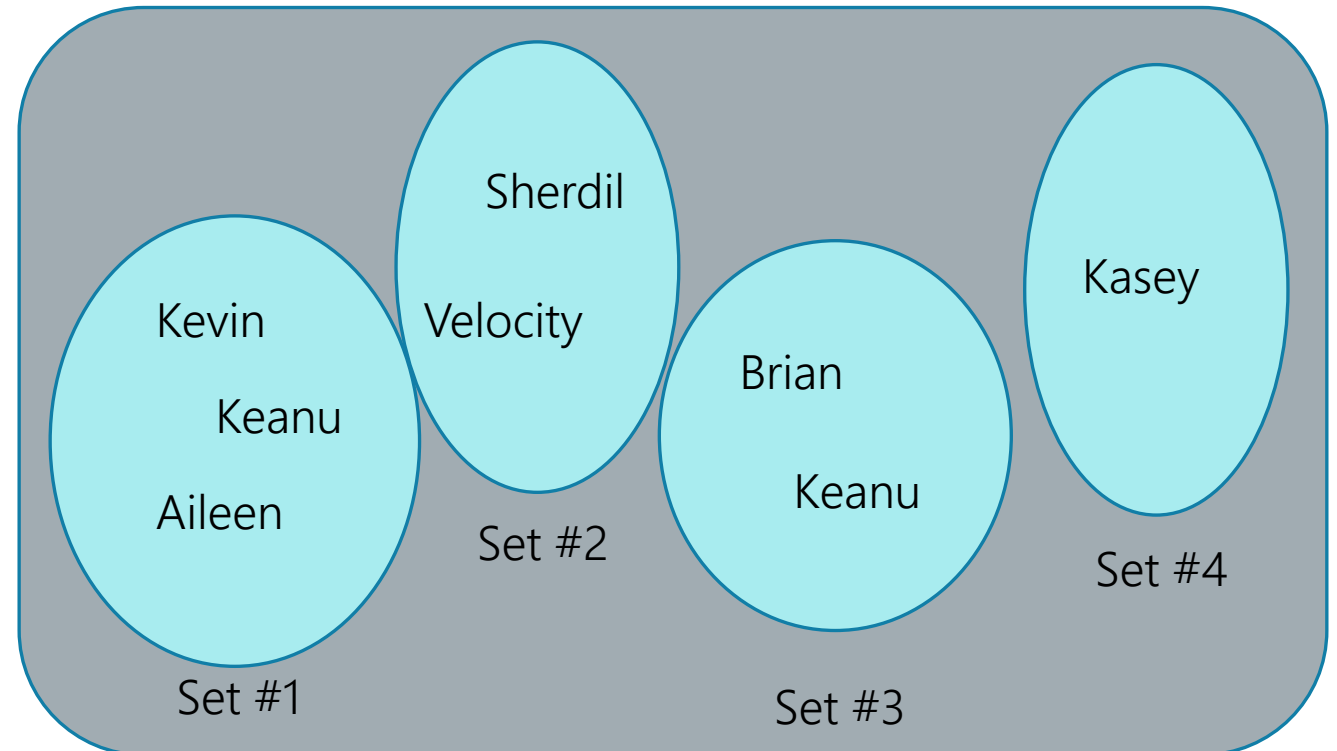 Kevin
Keanu
Aileen
Set #1
Sherdil
Velocity
Set #2
Brian
Keanu
Set #3
Kasey
Set #4